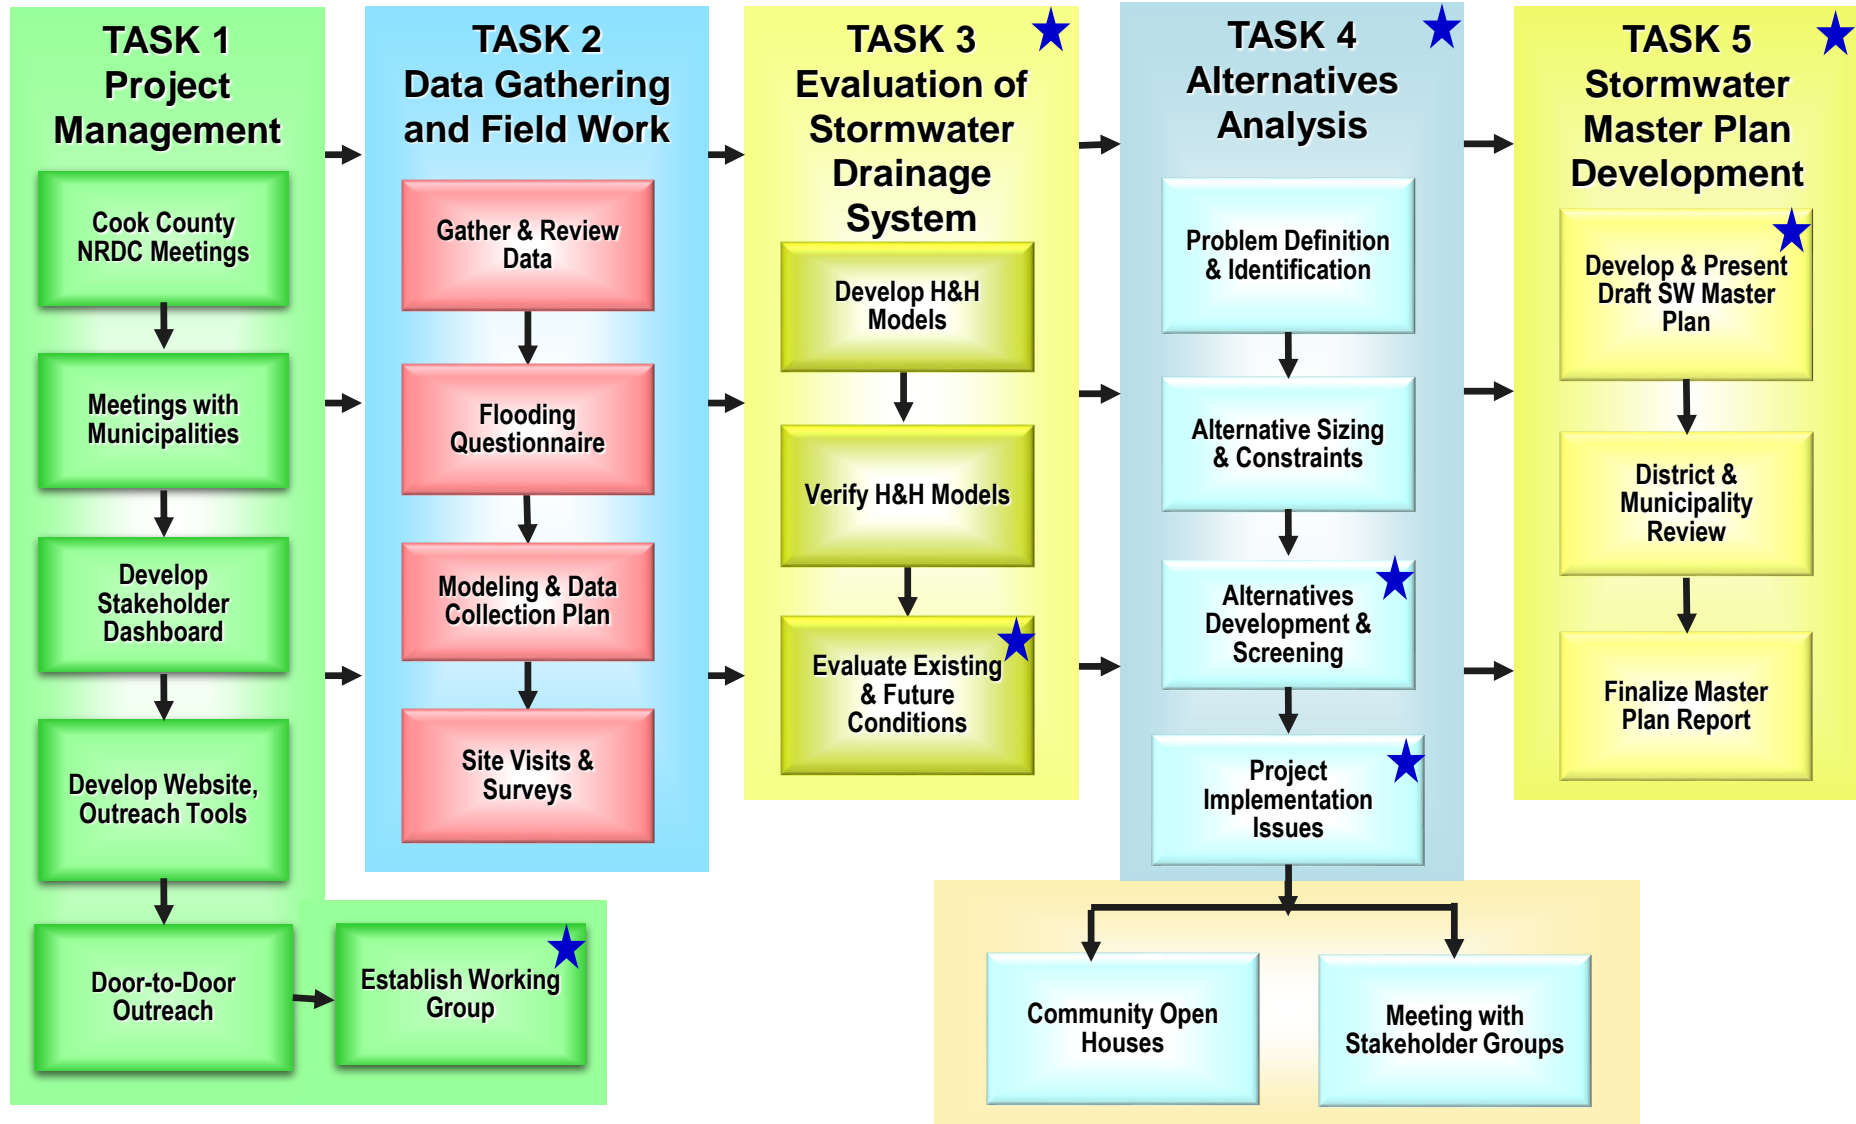 TASK 1
Project
Management
Cook County
NRDC Meetings
Meetings with
Municipalities
Develop
Stakeholder
Dashboard
Develop Website,
Outreach Tools
Door-to-Door
Outreach
Establish Working
Group
TASK 2
Data Gathering
and Field Work
Gather & Review
Data
Flooding
Questionnaire
Modeling & Data
Collection Plan
Site Visits &
Surveys
TASK 3
Evaluation of
Stormwater
Drainage
System
Develop H&H
Models
Verify H&H Models
Evaluate Existing
& Future
Conditions
TASK 4
Alternatives
Analysis
Problem Definition
& Identification
Alternative Sizing
& Constraints
Alternatives
Development &
Screening
Project
Implementation
Issues
Community Open
Houses
Meeting with
Stakeholder Groups
TASK 5
Stormwater
Master Plan
Development
Develop & Present
Draft SW Master
Plan
District &
Municipality
Review
Finalize Master
Plan Report